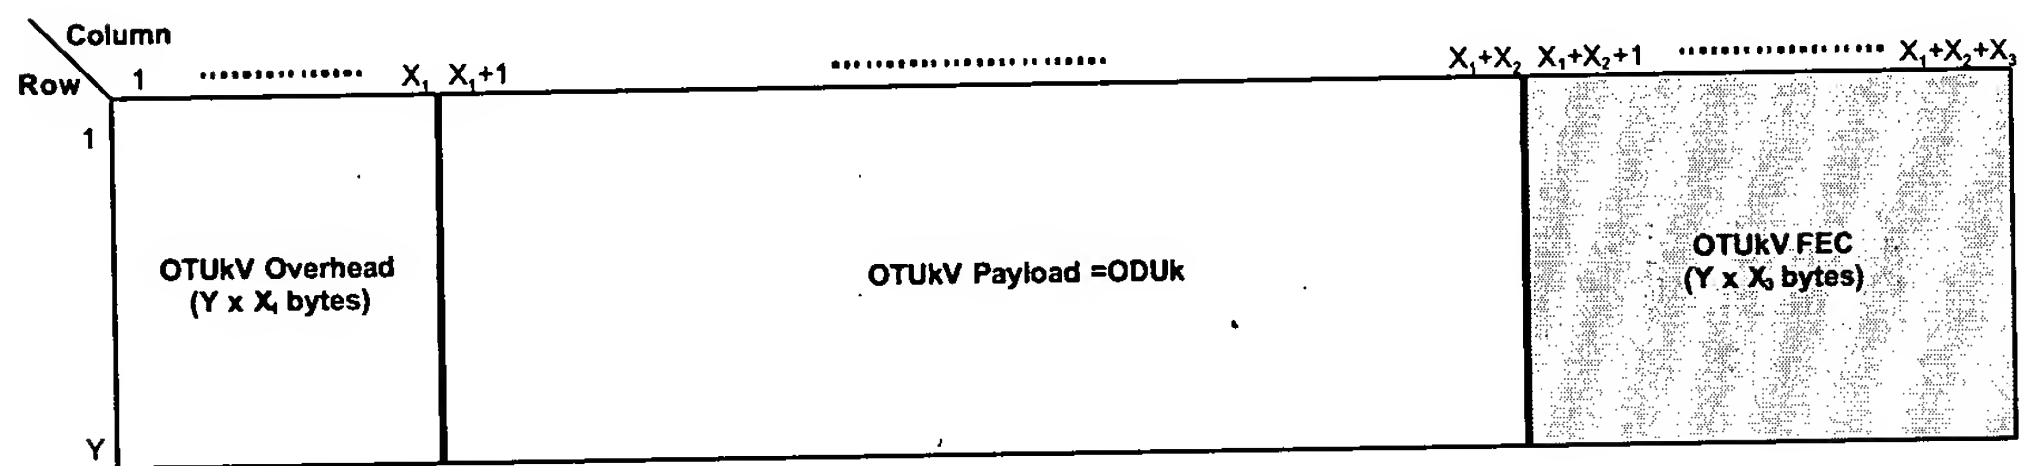 Column
Row
1 ................ X₁ X₁+1 ................ X₁+X₂ X₁+X₂+1 ................ X₁+X₂+X₃
1
OTUkV Overhead
(Y x X₁ bytes)
OTUkV Payload =ODUk
OTUkV FEC
(Y x X₃ bytes)
Y